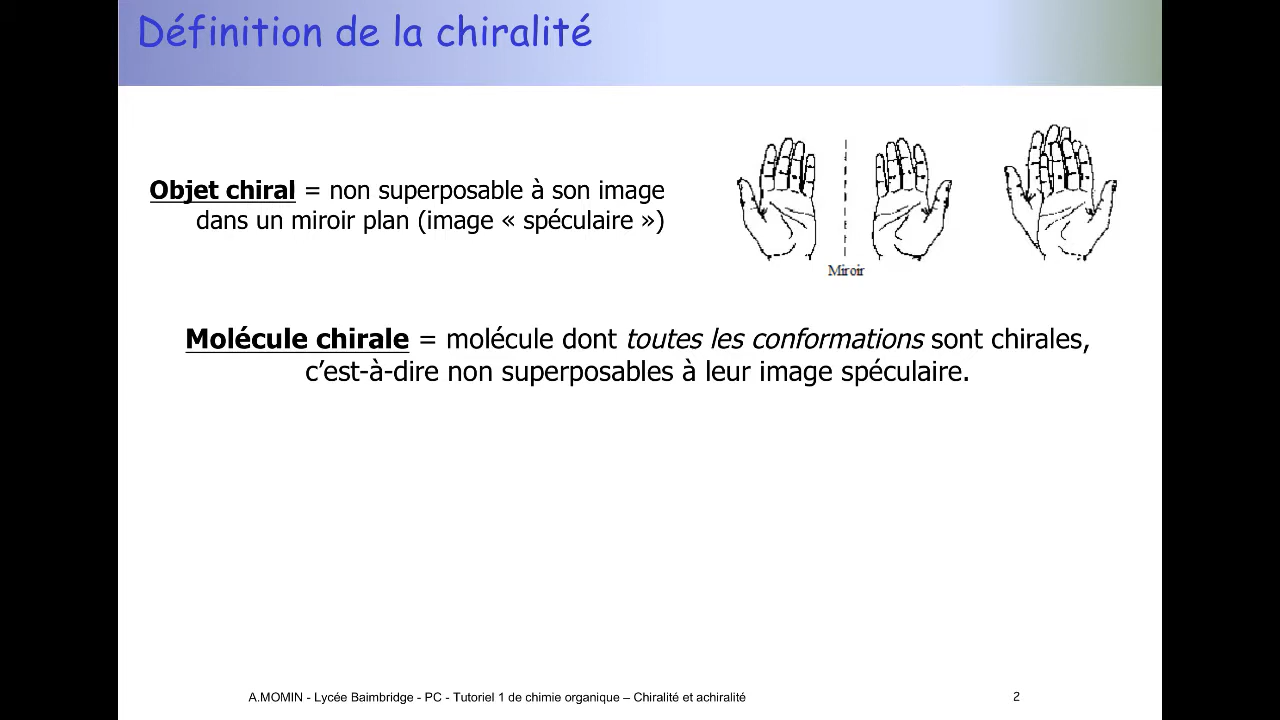 Définition de la chiralité
Objet chiral = non superposable à son image
dans un miroir plan (image « spéculaire »)
Miroir
Molécule chirale = molécule dont toutes les conformations sont chirales,
c’est-à-dire non superposables à leur image spéculaire.
A.MOMIN - Lycée Baimbridge - PC - Tutoriel 1 de chimie organique – Chiralité et achiralité
2